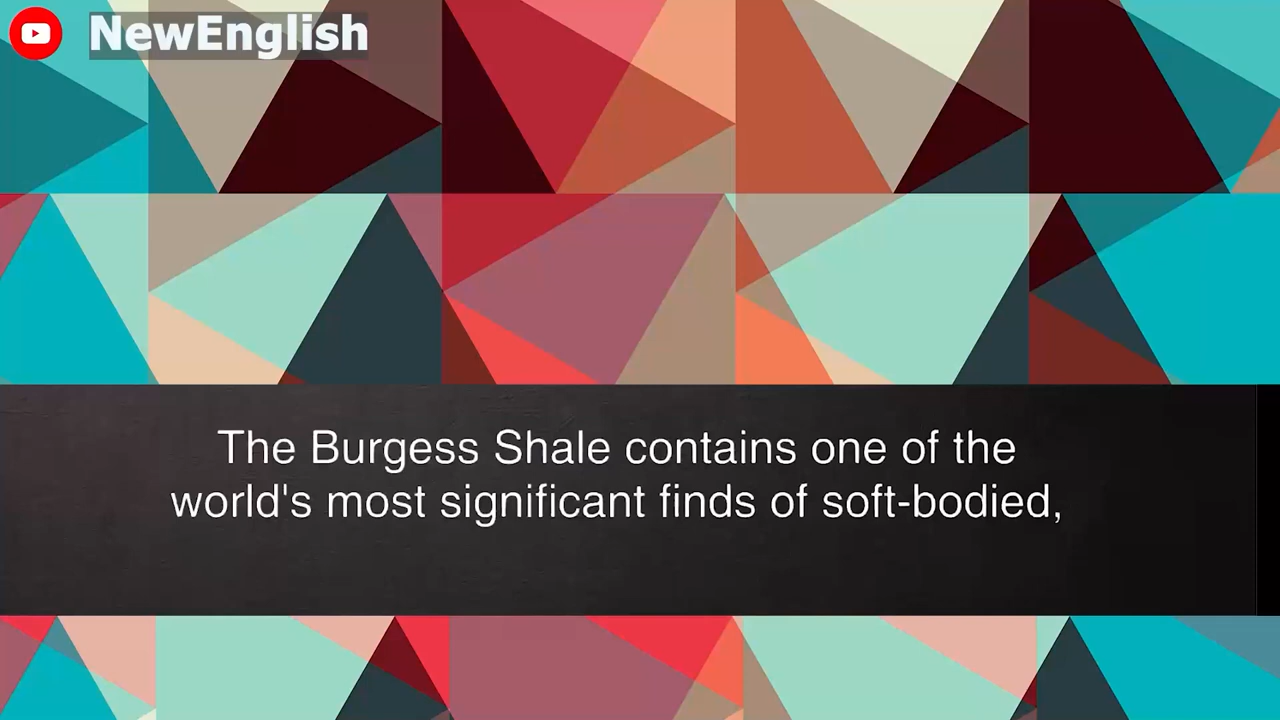 NewEnglish
The Burgess Shale contains one of the
world's most significant finds of soft-bodied,